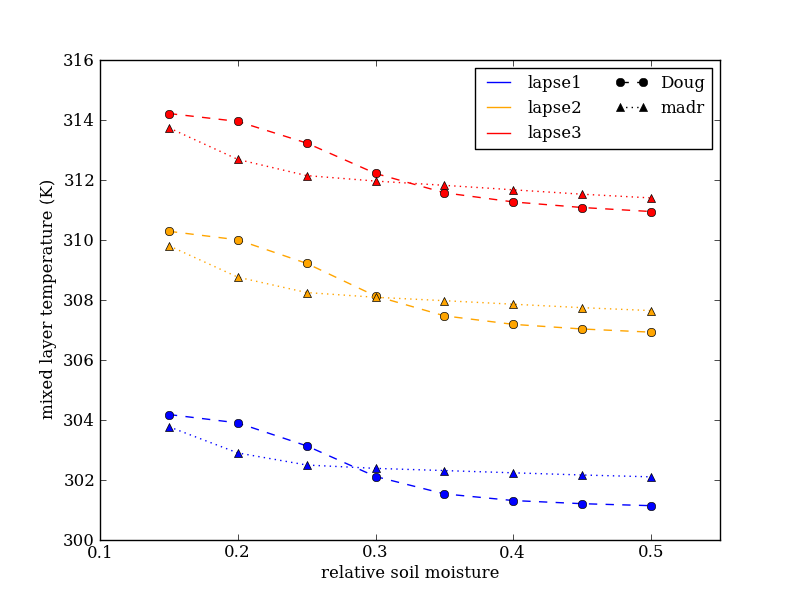 316
314
312
310
308
306
304
302
300
mixed layer temperature (K)
lapse1
lapse2
lapse3
Doug
madr
0.1 0.2 0.3 0.4 0.5
relative soil moisture